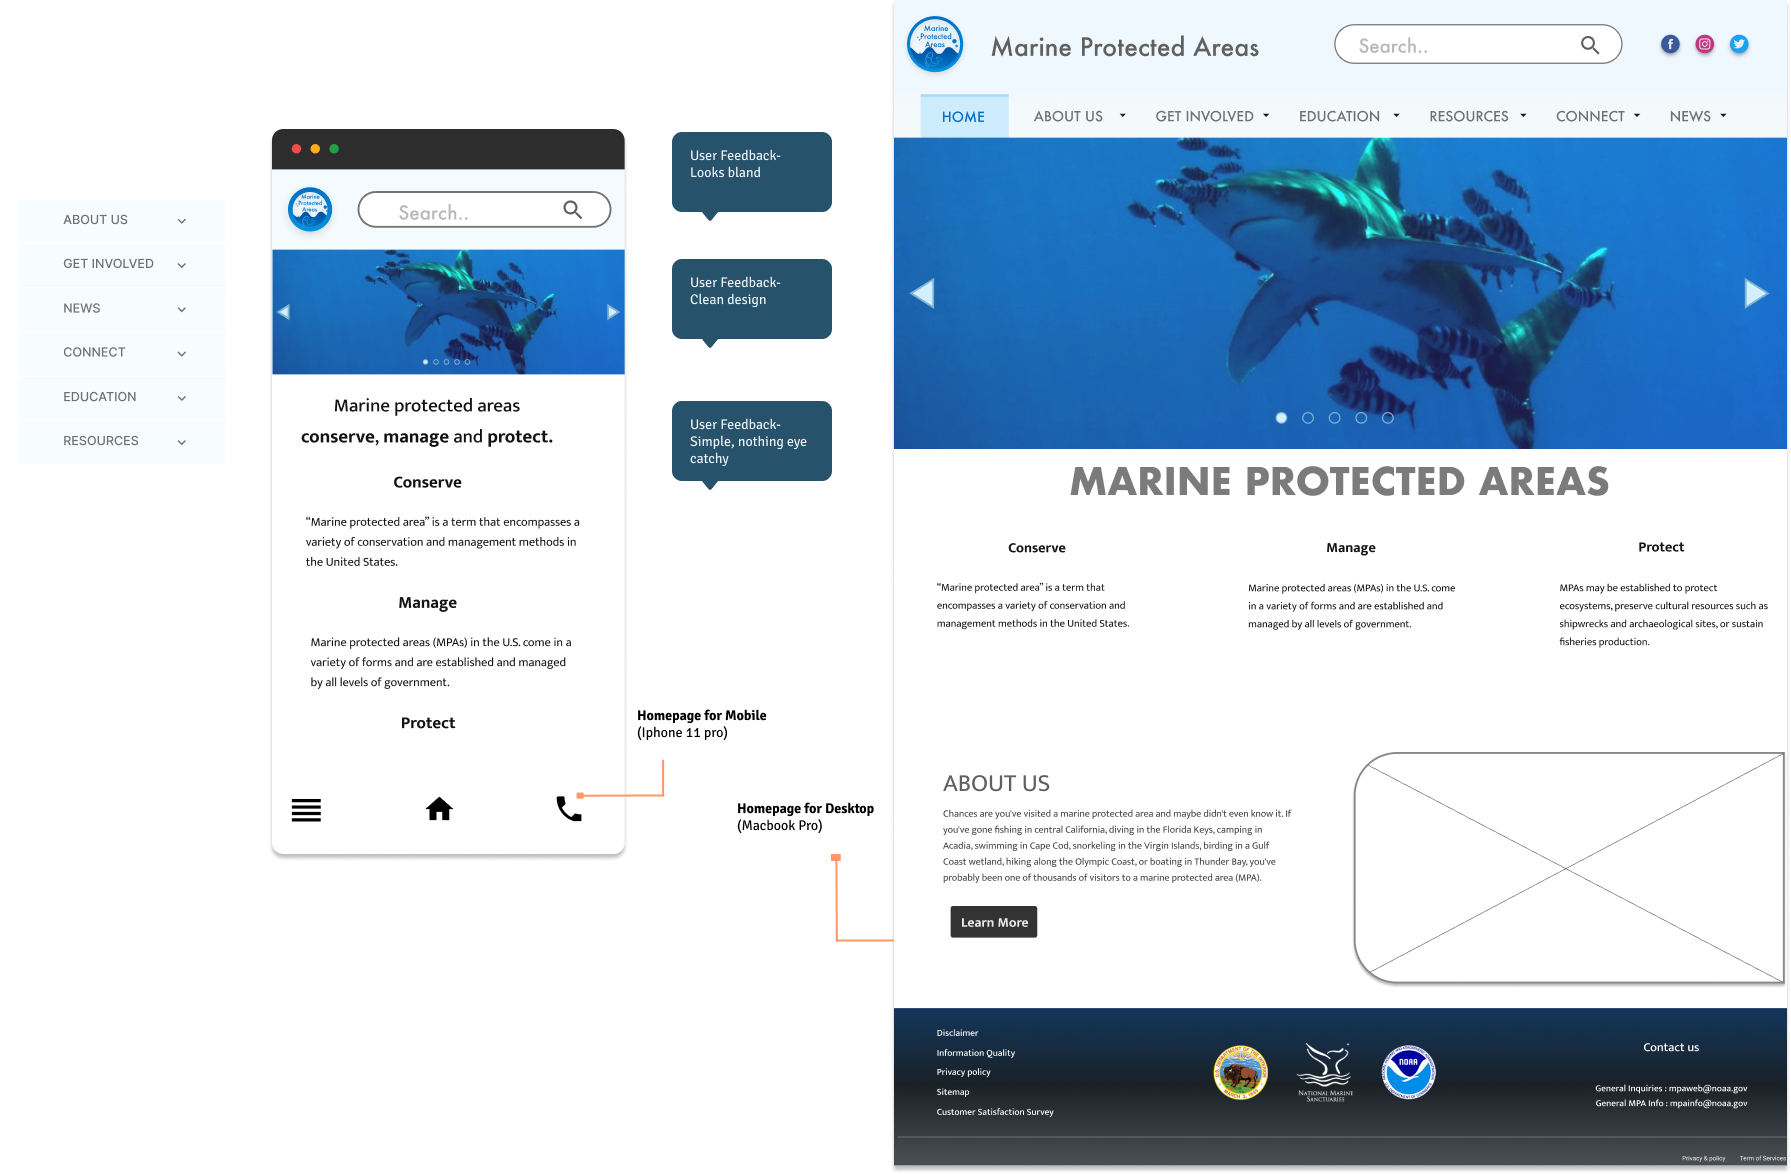 ABOUT US
GET INVOLVED
NEWS
CONNECT
EDUCATION
RESOURCES
Marine
Protected
Areas
Search..
Marine protected areas
conserve, manage and protect.
Conserve
“Marine protected area” is a term that encompasses a
variety of conservation and management methods in
the United States.
Manage
Marine protected areas (MPAs) in the U.S. come in a
variety of forms and are established and managed
by all levels of government.
Protect
User Feedback-
Looks bland
User Feedback-
Clean design
User Feedback-
Simple, nothing eye
catchy
Homepage for Mobile
(Iphone 11 pro)
Homepage for Desktop
(Macbook Pro)
Marine
Protected
Areas
Marine Protected Areas
Search..
HOME
ABOUT US
GET INVOLVED
EDUCATION
RESOURCES
CONNECT
NEWS
MARINE PROTECTED AREAS
Conserve
“Marine protected area” is a term that
encompasses a variety of conservation and
management methods in the United States.
Manage
Marine protected areas (MPAs) in the U.S. come
in a variety of forms and are established and
managed by all levels of government.
Protect
MPAs may be established to protect
ecosystems, preserve cultural resources such as
shipwrecks and archaeological sites, or sustain
fisheries production.
ABOUT US
Chances are you've visited a marine protected area and maybe didn't even know it. If
you've gone fishing in central California, diving in the Florida Keys, camping in
Acadia, swimming in Cape Cod, snorkeling in the Virgin Islands, birding in a Gulf
Coast wetland, hiking along the Olympic Coast, or boating in Thunder Bay, you've
probably been one of thousands of visitors to a marine protected area (MPA).
Learn More
Disclaimer
Information Quality
Privacy policy
Sitemap
Customer Satisfaction Survey
NATIONAL MARINE
SANCTUARIES
NOAA
Contact us
General Inquiries : mpaweb@noaa.gov
General MPA Info : mpainfo@noaa.gov
Privacy & policy
Term of Services